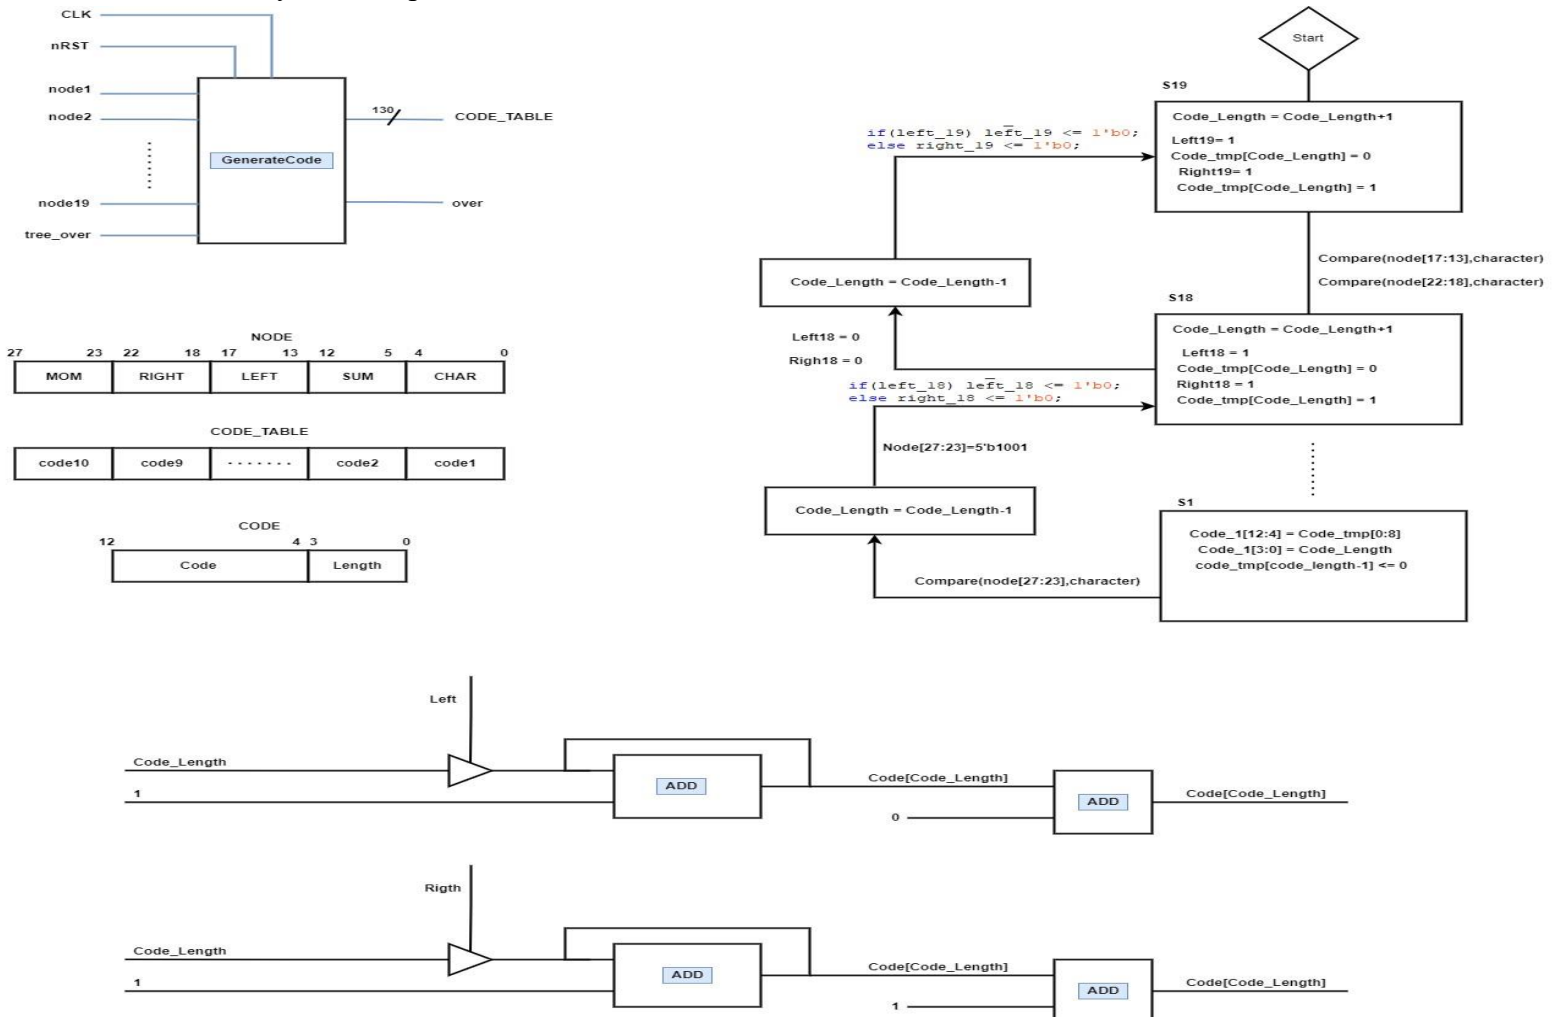 CLK
nRST
node1
node2
node19
tree_over
GenerateCode
130
CODE_TABLE
over
NODE
27 23 22 18 17 13 12 5 4 0
MOM RIGHT LEFT SUM CHAR
CODE_TABLE
code10 code9 ....... code2 code1
CODE
12 4 3 0
Code Length
Start
S19
Code_Length = Code_Length+1
Left19= 1
Code_tmp[Code_Length] = 0
Right19= 1
Code_tmp[Code_Length] = 1
if(left_19) left_19 <= 1'b0;
else right_19 <= 1'b0;
Code_Length = Code_Length-1
Compare(node[17:13],character)
Compare(node[22:18],character)
S18
Code_Length = Code_Length+1
Left18 = 1
Code_tmp[Code_Length] = 0
Right18 = 1
Code_tmp[Code_Length] = 1
Left18 = 0
Righ18 = 0
if(left_18) left_18 <= 1'b0;
else right_18 <= 1'b0;
Node[27:23]=5'b1001
Code_Length = Code_Length-1
Compare(node[27:23],character)
S1
Code_1[12:4] = Code_tmp[0:8]
Code_1[3:0] = Code_Length
code_tmp[code_length-1] <= 0
Left
Code_Length
1
ADD
Code[Code_Length]
0
ADD
Code[Code_Length]
Rigth
Code_Length
1
ADD
Code[Code_Length]
1
ADD
Code[Code_Length]